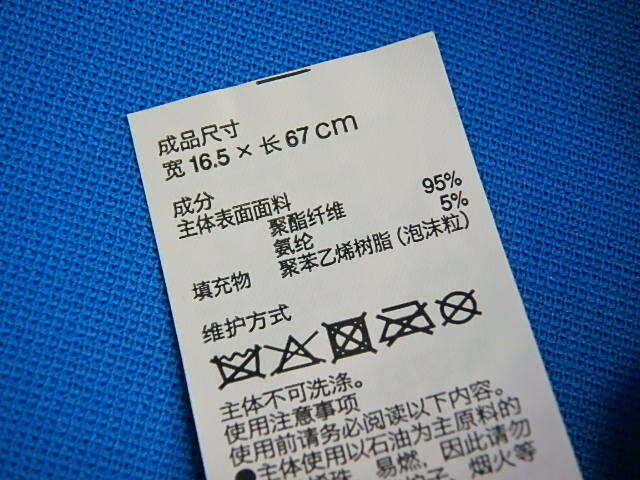 成品尺寸
宽 16.5 × 长 67 cm
成分
主体表面面料
聚酯纤维 95%
氨纶 5%
填充物 聚苯乙烯树脂（泡沫粒）
维护方式
主体不可洗涤。
使用注意事项
使用前请务必阅读以下内容。
●主体使用以石油为主原料的
易燃，因此请勿
烟火等